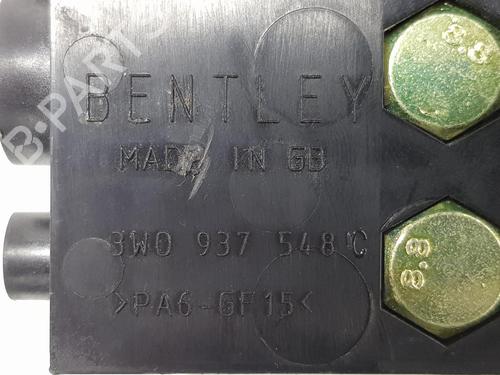 BENTLEY
MADE IN GB
3W0 937 548 C
>PA6-GF15<
8.8
8.8
B-PARTS